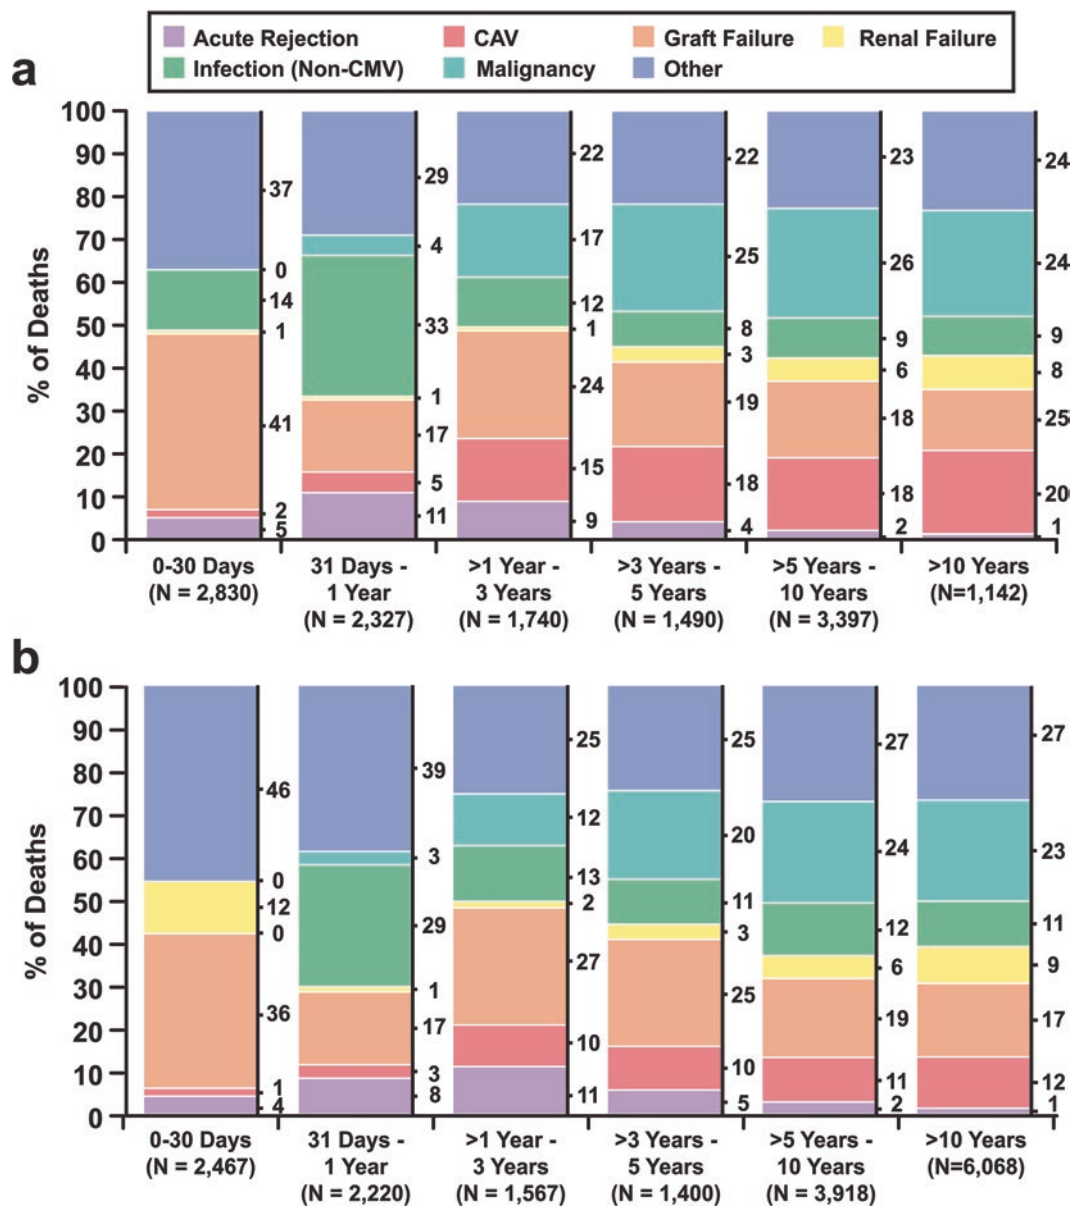 Acute Rejection CAV Graft Failure Renal Failure
Infection (Non-CMV) Malignancy Other
a
% of Deaths
100
90
80
70
60
50
40
30
20
10
0
37
0
14
1
41
2
5
29
4
33
1
17
5
11
22
17
12
1
24
15
9
22
25
8
3
19
18
4
23
26
9
6
18
18
2
24
24
9
8
25
20
1
0-30 Days
(N = 2,830)
31 Days -
1 Year
(N = 2,327)
>1 Year -
3 Years
(N = 1,740)
>3 Years -
5 Years
(N = 1,490)
>5 Years -
10 Years
(N = 3,397)
>10 Years
(N=1,142)
b
% of Deaths
100
90
80
70
60
50
40
30
20
10
0
46
0
12
0
36
1
4
39
3
29
1
17
3
8
25
12
13
2
27
10
11
25
20
11
3
25
10
5
27
24
12
6
19
11
2
27
23
11
9
17
12
1
0-30 Days
(N = 2,467)
31 Days -
1 Year
(N = 2,220)
>1 Year -
3 Years
(N = 1,567)
>3 Years -
5 Years
(N = 1,400)
>5 Years -
10 Years
(N = 3,918)
>10 Years
(N=6,068)